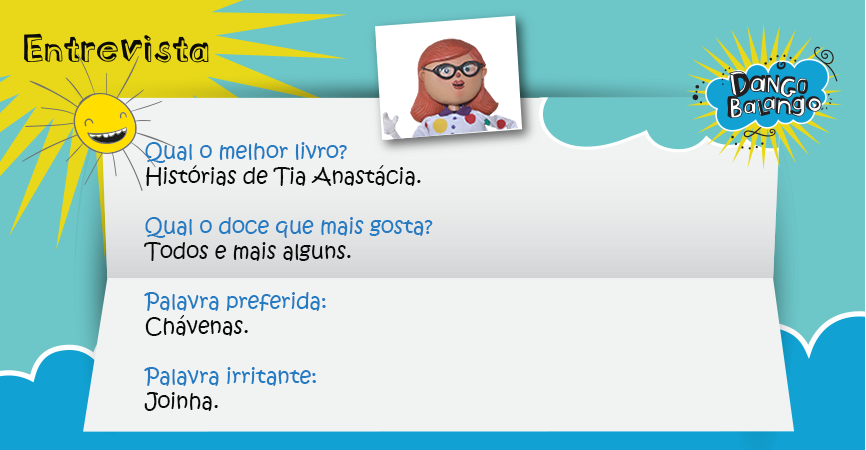 Entrevista
DANGO
BALANGO
Qual o melhor livro?
Histórias de Tia Anastácia.
Qual o doce que mais gosta?
Todos e mais alguns.
Palavra preferida:
Chávenas.
Palavra irritante:
Joinha.